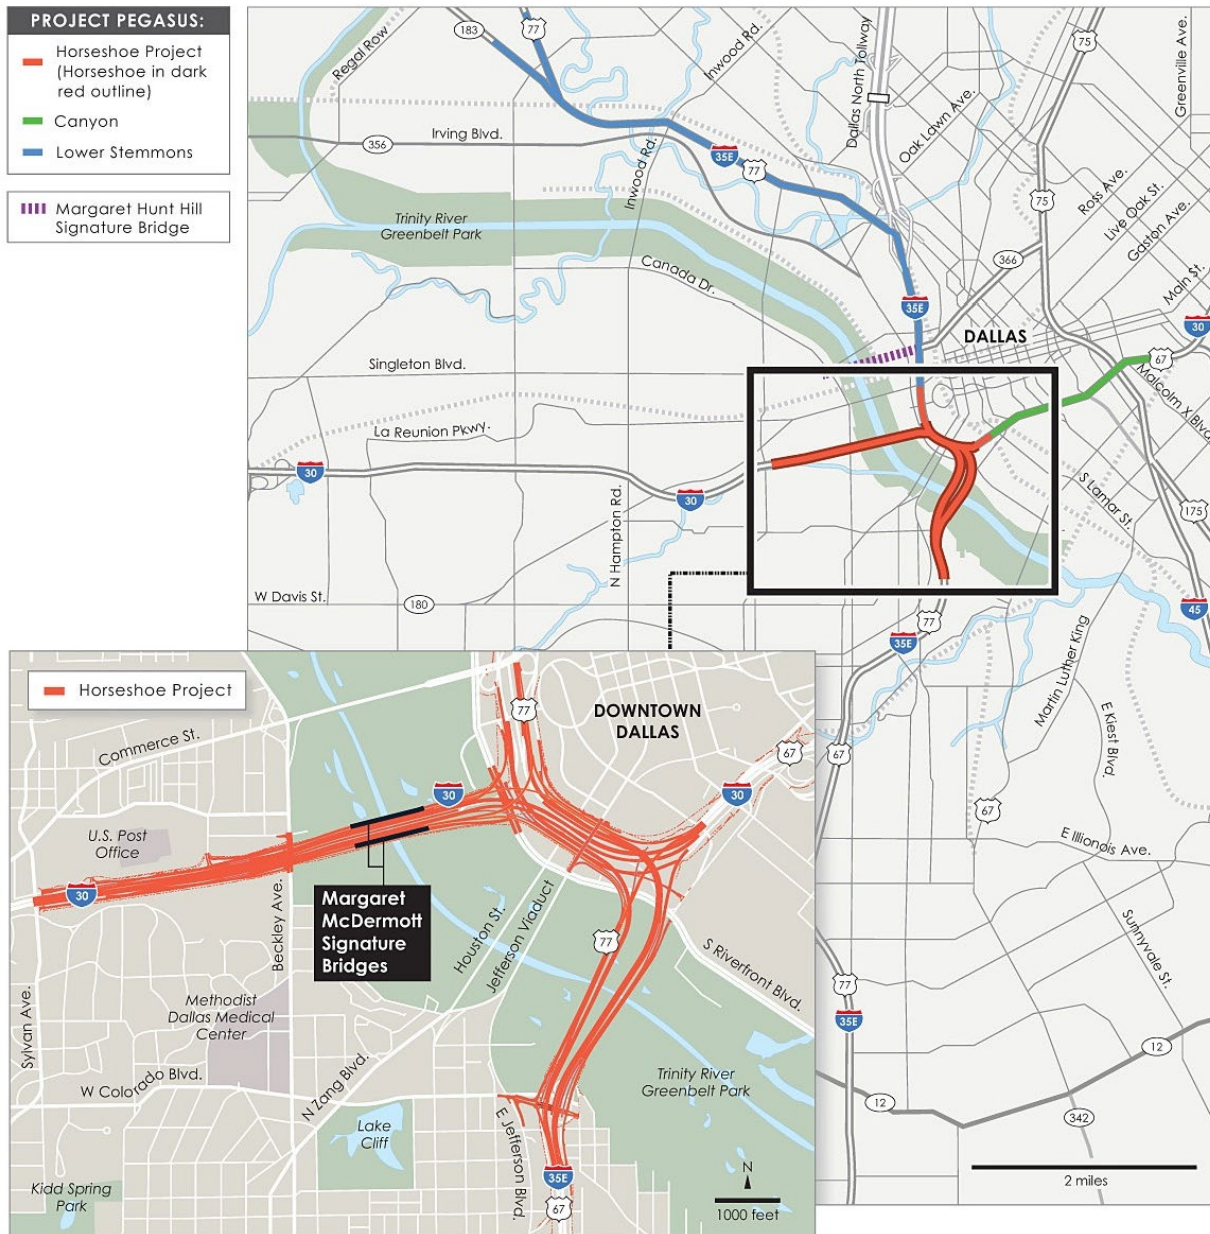 PROJECT PEGASUS:
Horseshoe Project
(Horseshoe in dark
red outline)
Canyon
Lower Stemmons
Margaret Hunt Hill
Signature Bridge
183
77
Regal Row
Inwood Rd.
Dallas North Tollway
Oak Lawn Ave.
75
Greenville Ave.
356
Irving Blvd.
Inwood Rd.
35E
77
Ross Ave.
Live Oak St.
Gaston Ave.
75
Trinity River
Greenbelt Park
Canada Dr.
366
Main St.
35E
DALLAS
30
67
Singleton Blvd.
Malcolm X Blvd.
La Reunion Pkwy.
30
30
N Hampton Rd.
S Lamar St.
175
W Davis St.
180
45
77
35E
Martin Luther King
E Kiest Blvd.
67
67
E Illionois Ave.
Sunnyvale St.
77
35E
12
12
342
2 miles
Horseshoe Project
77
DOWNTOWN
DALLAS
67
Commerce St.
30
30
U.S. Post
Office
30
Margaret
McDermott
Signature
Bridges
Beckley Ave.
Houston St.
Jefferson Viaduct
77
S Riverfront Blvd.
Sylvan Ave.
Methodist
Dallas Medical
Center
W Colorado Blvd.
N Zang Blvd.
Trinity River
Greenbelt Park
Lake
Cliff
E Jefferson Blvd.
Kidd Spring
Park
35E
67
N
1000 feet